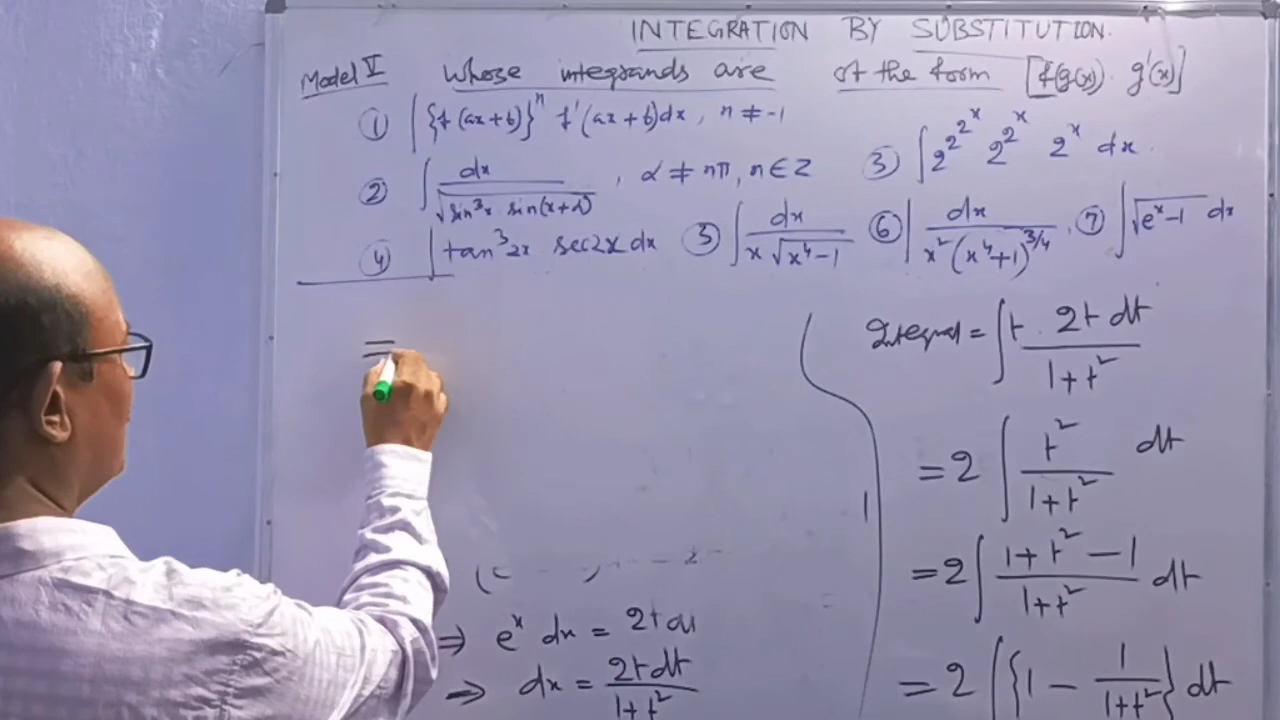 INTEGRATION BY SUBSTITUTION.
Model V whose integrands are of the form [f(g(x)) · g'(x)]
① ∫{f(ax+b)}ⁿ f'(ax+b)dx, n ≠ -1
② ∫ dx / √(sin³x · sin(x+α)), α ≠ nπ, n ∈ Z
③ ∫ 2^(2^(2^x)) 2^(2^x) 2^x dx
④ ∫ tan³2x sec2x dx
⑤ ∫ dx / (x√(x⁴-1))
⑥ ∫ dx / (x²(x⁴+1)^(3/4)),
⑦ ∫ √(e^x-1) dx
=
⇒ e^x dx = 2t
⇒ dx = 2t dt / (1+t²)
Integral = ∫ t · 2t dt / (1+t²)
= 2 ∫ t² / (1+t²) dt
= 2 ∫ (1+t²-1) / (1+t²) dt
= 2 ∫ {1 - 1/(1+t²)} dt